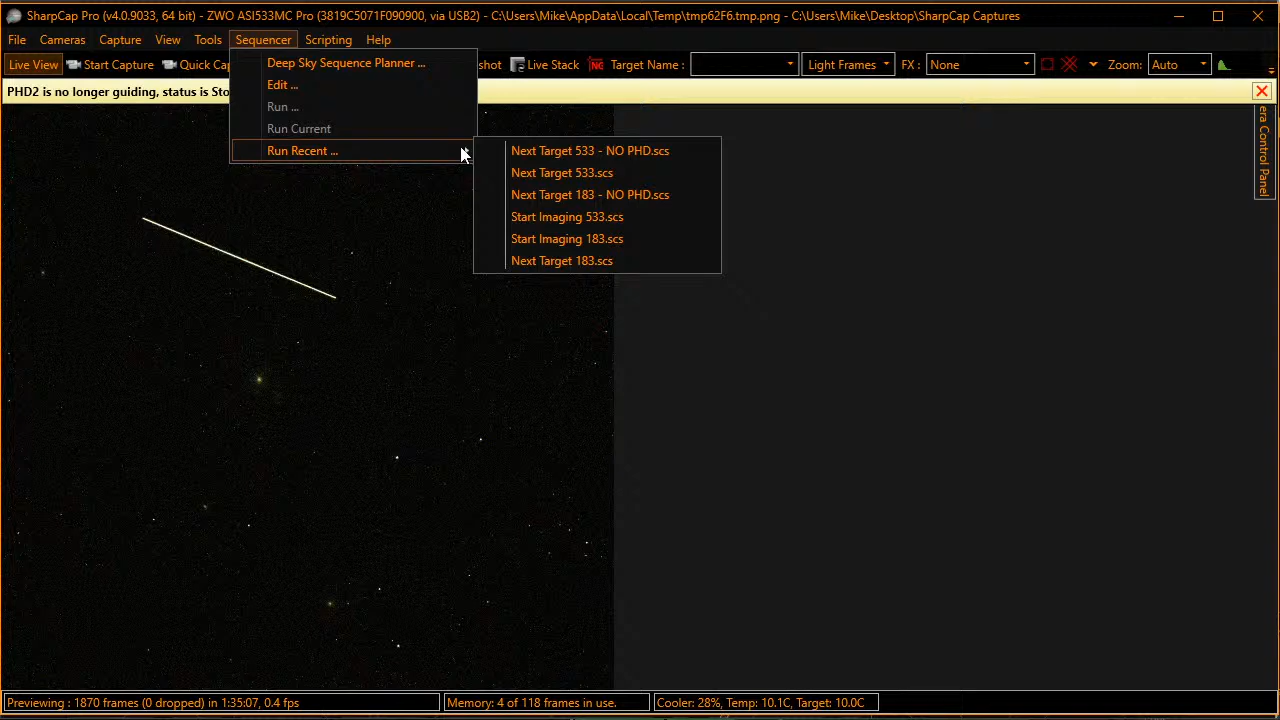 SharpCap Pro (v4.0.9033, 64 bit) - ZWO ASI533MC Pro (3819C5071F090900, via USB2) - C:\Users\Mike\AppData\Local\Temp\tmp62F6.tmp.png - C:\Users\Mike\Desktop\SharpCap Captures
File Cameras Capture View Tools Sequencer Scripting Help
Live View Start Capture Quick Cap shot Live Stack NC Target Name : Light Frames FX : None Zoom: Auto
PHD2 is no longer guiding, status is Sto
Deep Sky Sequence Planner ...
Edit ...
Run ...
Run Current
Run Recent ...
Next Target 533 - NO PHD.scs
Next Target 533.scs
Next Target 183 - NO PHD.scs
Start Imaging 533.scs
Start Imaging 183.scs
Next Target 183.scs
era Control Panel
Previewing : 1870 frames (0 dropped) in 1:35:07, 0.4 fps
Memory: 4 of 118 frames in use.
Cooler: 28%, Temp: 10.1C, Target: 10.0C